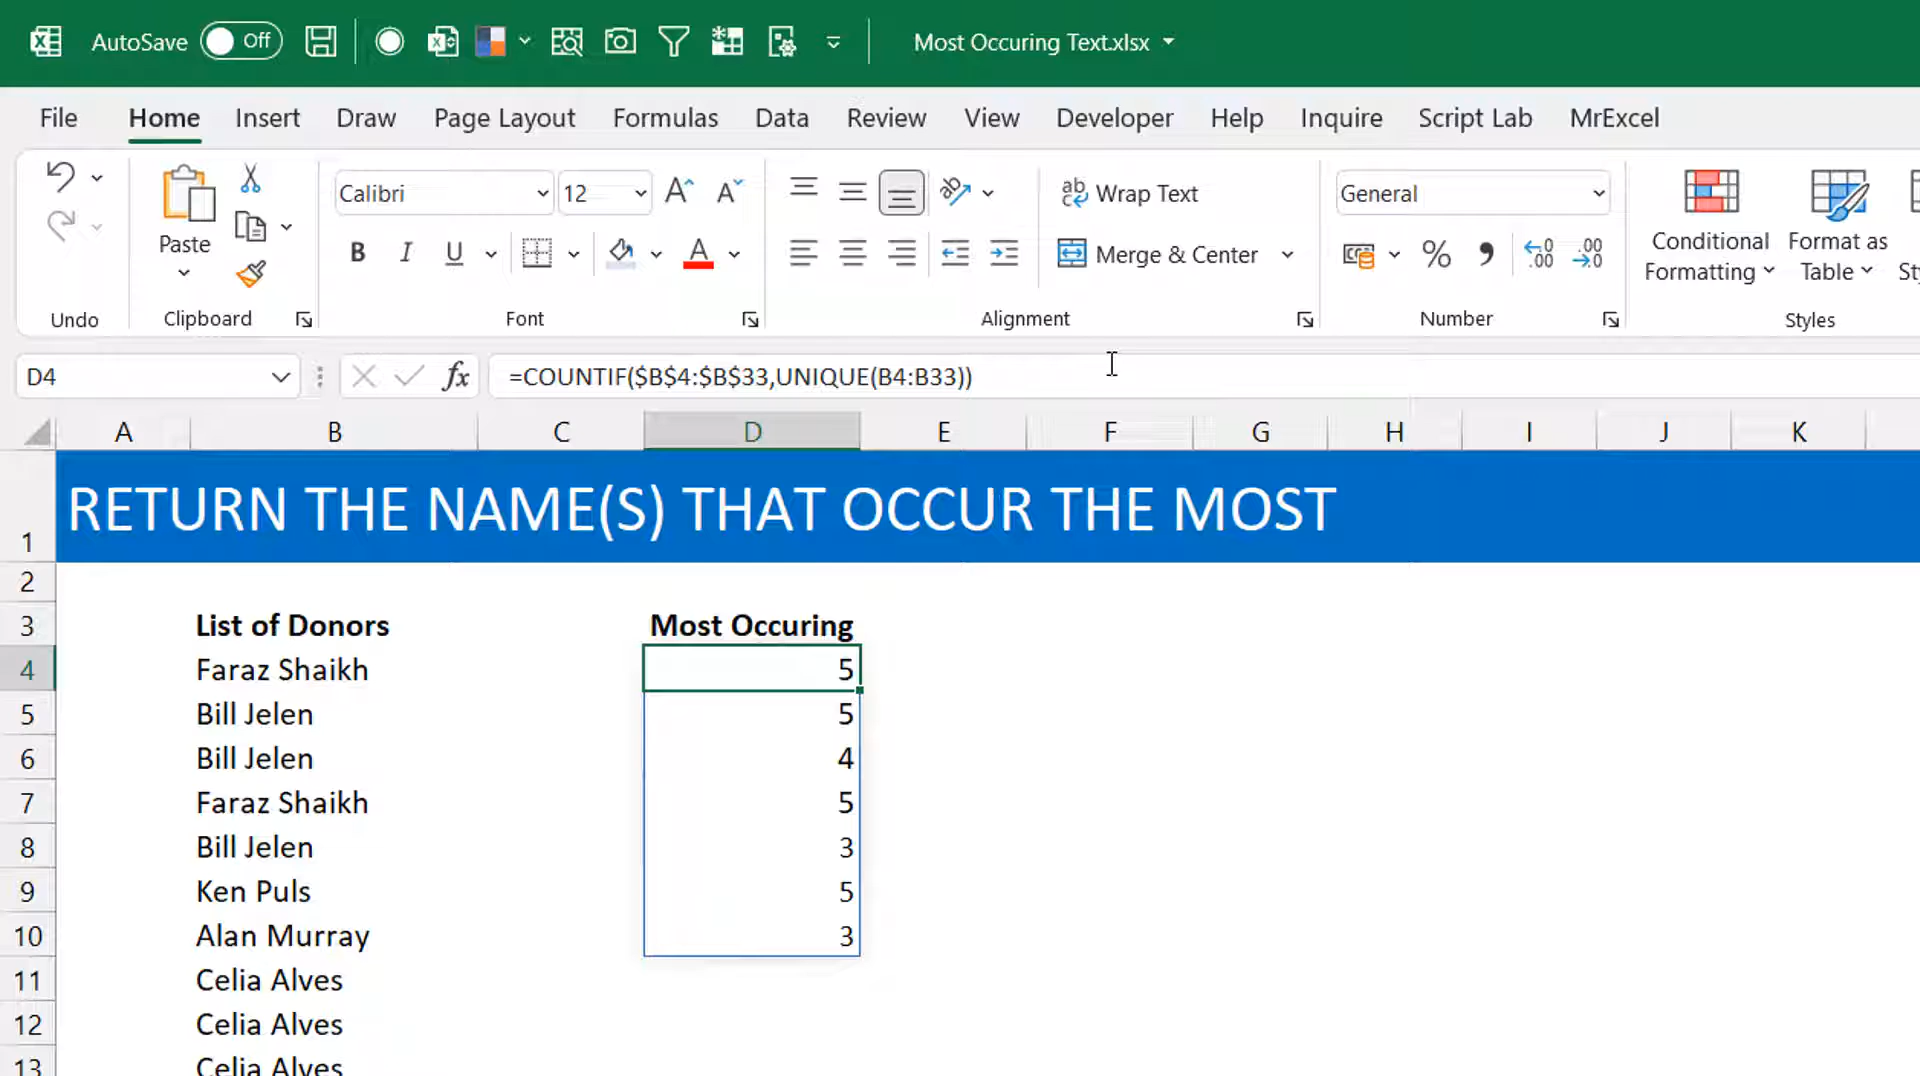 AutoSave Off Most Occuring Text.xlsx
File Home Insert Draw Page Layout Formulas Data Review View Developer Help Inquire Script Lab MrExcel
Paste
Calibri 12
Wrap Text
General
B I U A
Merge & Center
% 9
Conditional Formatting
Format as Table
Undo Clipboard Font Alignment Number Styles
D4 fx =COUNTIF($B$4:$B$33,UNIQUE(B4:B33))
A B C D E F G H I J K
1 RETURN THE NAME(S) THAT OCCUR THE MOST
2
3 List of Donors Most Occuring
4 Faraz Shaikh 5
5 Bill Jelen 5
6 Bill Jelen 4
7 Faraz Shaikh 5
8 Bill Jelen 3
9 Ken Puls 5
10 Alan Murray 3
11 Celia Alves
12 Celia Alves
13 Celia Alves